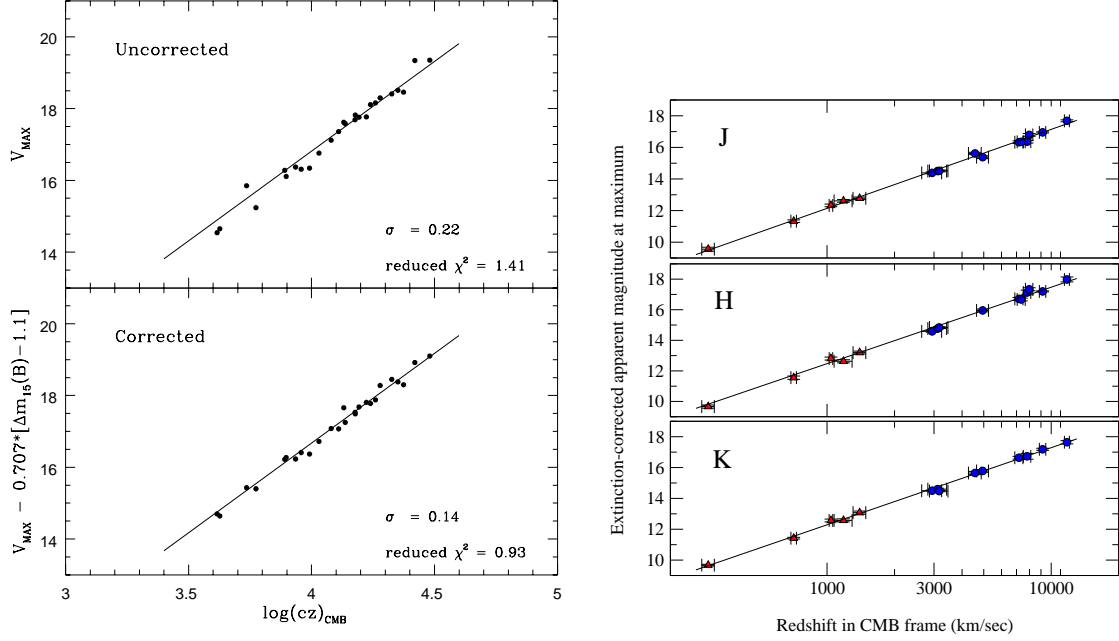 20
18
16
14
V_MAX
Uncorrected
σ = 0.22
reduced χ² = 1.41
20
18
16
14
V_MAX − 0.707*[Δm₁₅(B)−1.1]
Corrected
σ = 0.14
reduced χ² = 0.93
3 3.5 4 4.5 5
log(cz)_CMB
Extinction-corrected apparent magnitude at maximum
18
16
14
12
10
J
18
16
14
12
10
H
18
16
14
12
10
K
1000 3000 10000
Redshift in CMB frame (km/sec)